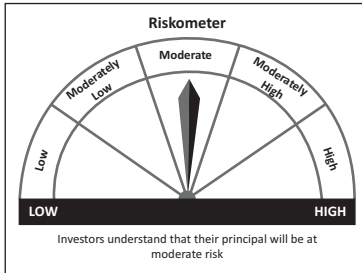 Riskometer
Moderate
Moderately
Low
Moderately
High
Low
High
LOW
HIGH
Investors understand that their principal will be at
moderate risk